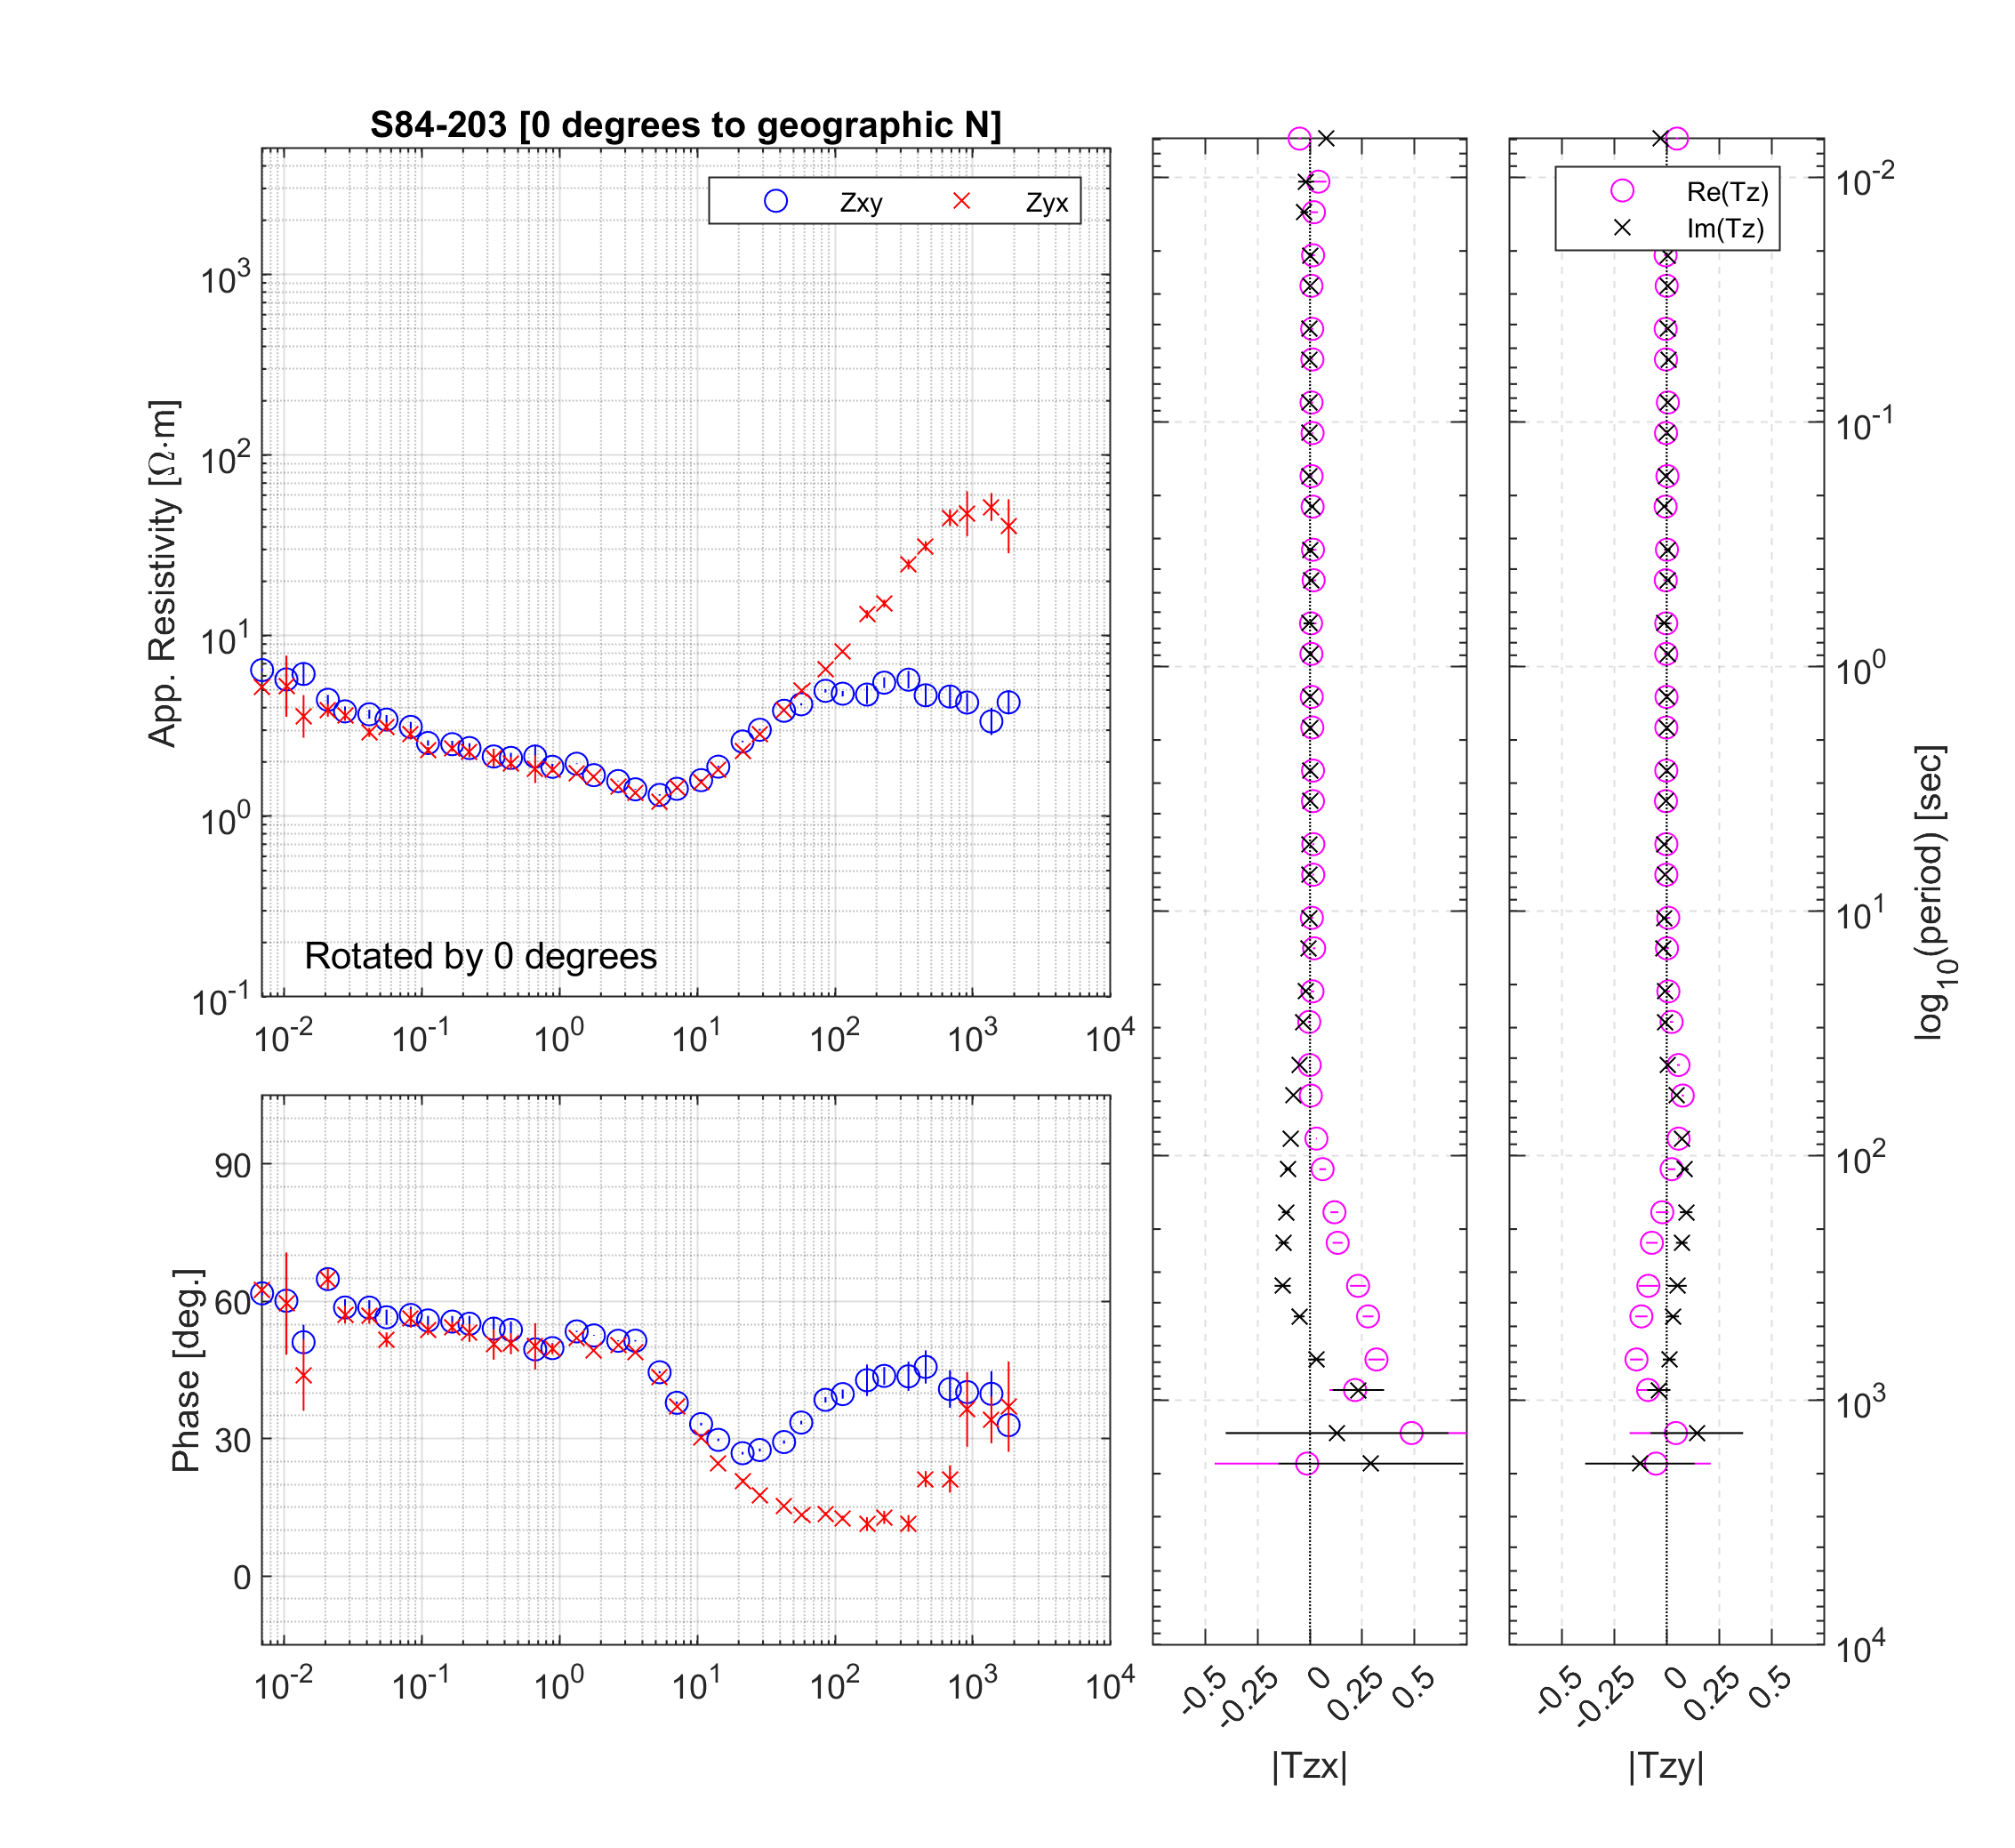 S84-203 [0 degrees to geographic N]
Zxy Zyx
App. Resistivity [Ω·m]
10^3
10^2
10^1
10^0
10^-1
Rotated by 0 degrees
10^-2 10^-1 10^0 10^1 10^2 10^3 10^4
Phase [deg.]
90
60
30
0
10^-2 10^-1 10^0 10^1 10^2 10^3 10^4
-0.5 -0.25 0 0.25 0.5
|Tzx|
Re(Tz)
Im(Tz)
-0.5 -0.25 0 0.25 0.5
|Tzy|
10^-2
10^-1
10^0
10^1
10^2
10^3
10^4
log_10(period) [sec]